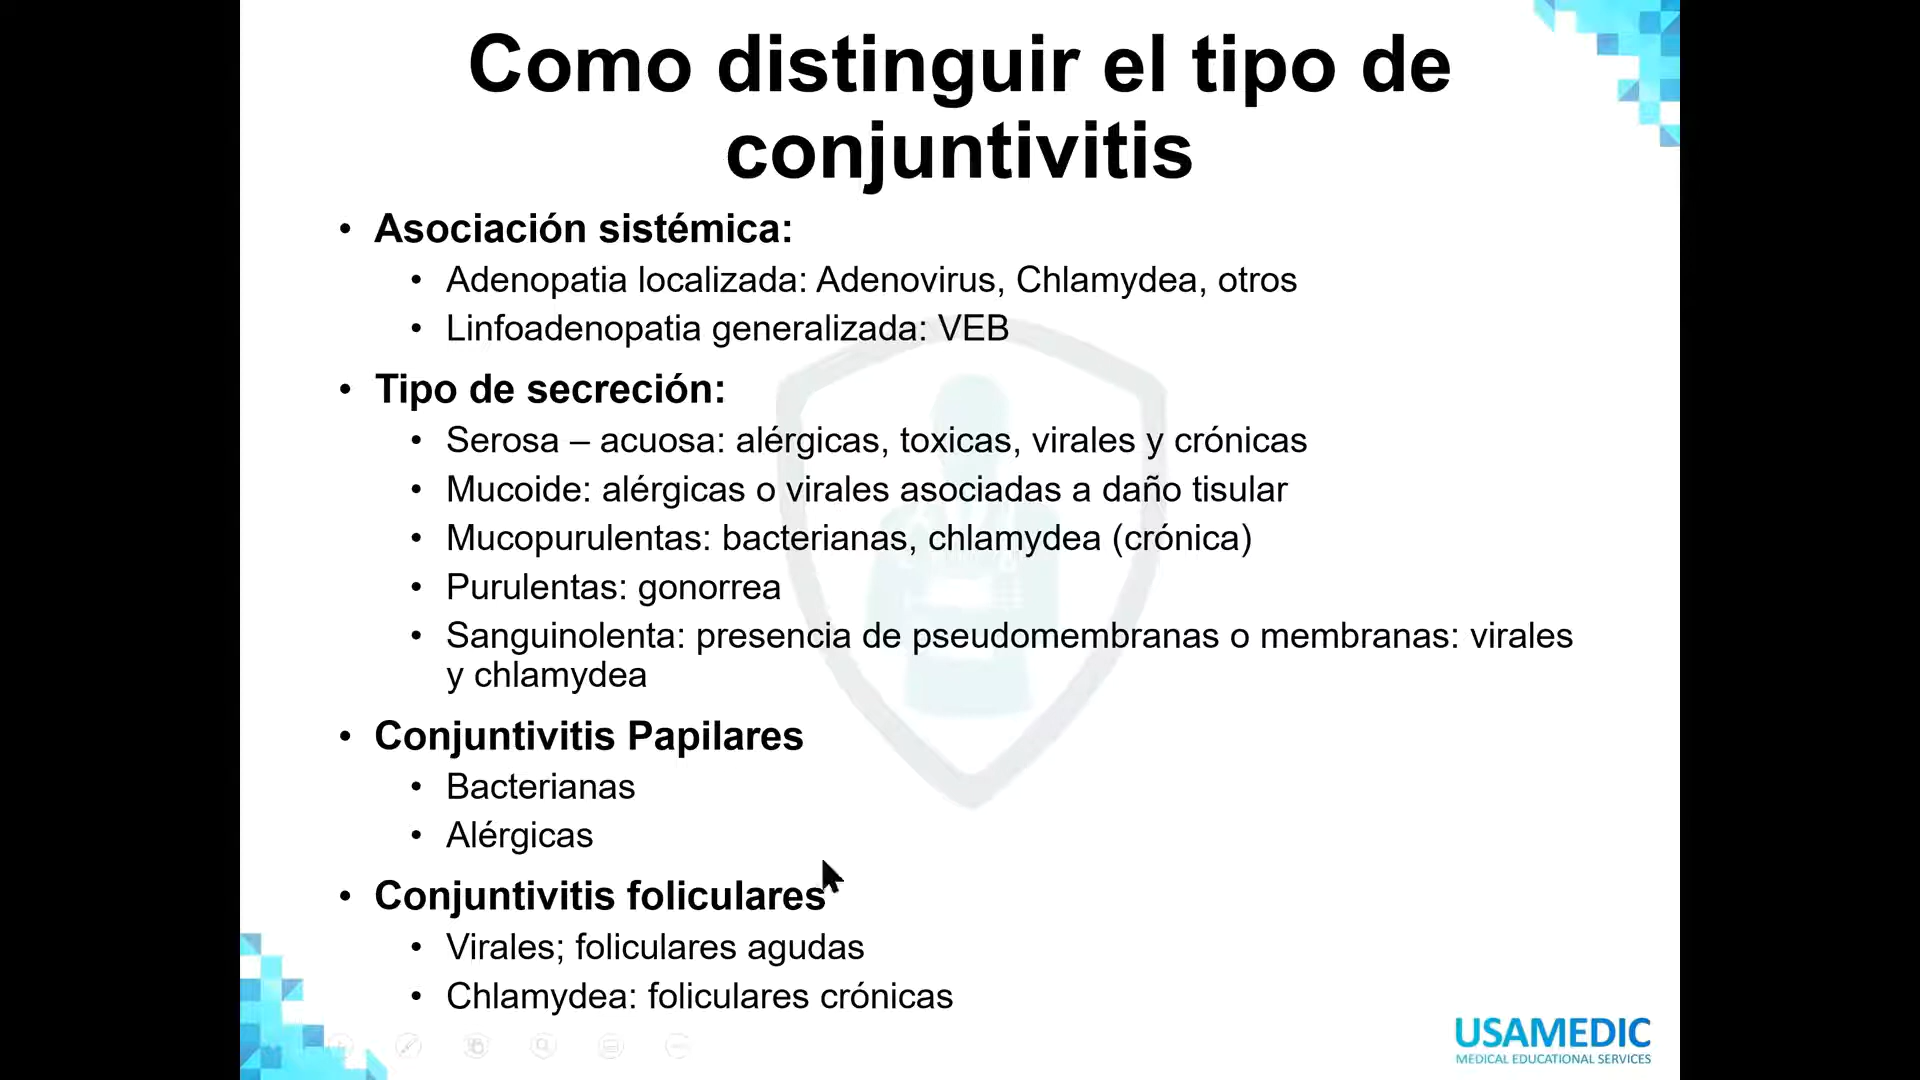 Como distinguir el tipo de
conjuntivitis
• Asociación sistémica:
• Adenopatia localizada: Adenovirus, Chlamydea, otros
• Linfoadenopatia generalizada: VEB
• Tipo de secreción:
• Serosa – acuosa: alérgicas, toxicas, virales y crónicas
• Mucoide: alérgicas o virales asociadas a daño tisular
• Mucopurulentas: bacterianas, chlamydea (crónica)
• Purulentas: gonorrea
• Sanguinolenta: presencia de pseudomembranas o membranas: virales
y chlamydea
• Conjuntivitis Papilares
• Bacterianas
• Alérgicas
• Conjuntivitis foliculares
• Virales; foliculares agudas
• Chlamydea: foliculares crónicas
USAMEDIC
MEDICAL EDUCATIONAL SERVICES